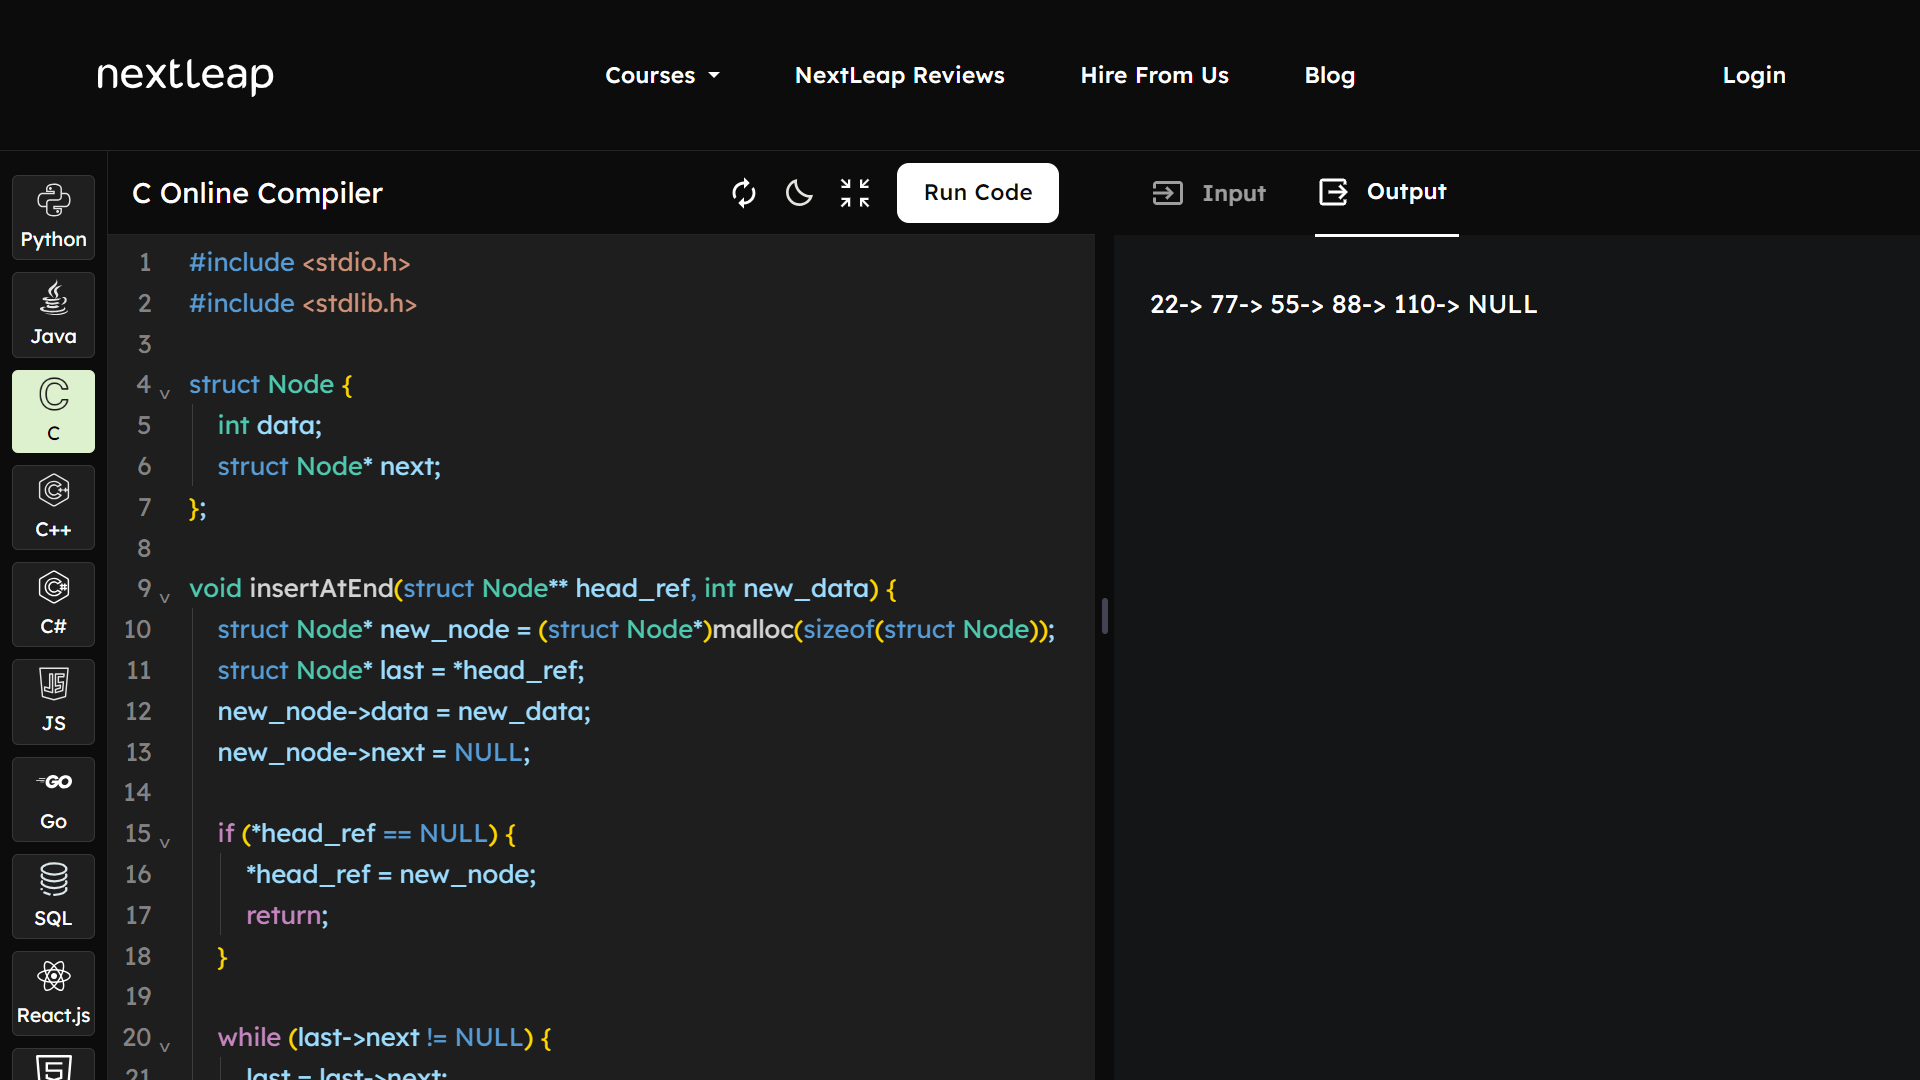 nextleap
Courses
NextLeap Reviews
Hire From Us
Blog
Login
Python
Java
C
C++
C#
JS
Go
SQL
React.js
C Online Compiler
Run Code
1 #include <stdio.h>
2 #include <stdlib.h>
3
4 struct Node {
5 int data;
6 struct Node* next;
7 };
8
9 void insertAtEnd(struct Node** head_ref, int new_data) {
10 struct Node* new_node = (struct Node*)malloc(sizeof(struct Node));
11 struct Node* last = *head_ref;
12 new_node->data = new_data;
13 new_node->next = NULL;
14
15 if (*head_ref == NULL) {
16 *head_ref = new_node;
17 return;
18 }
19
20 while (last->next != NULL) {
21 last = last->next;
Input
Output
22-> 77-> 55-> 88-> 110-> NULL